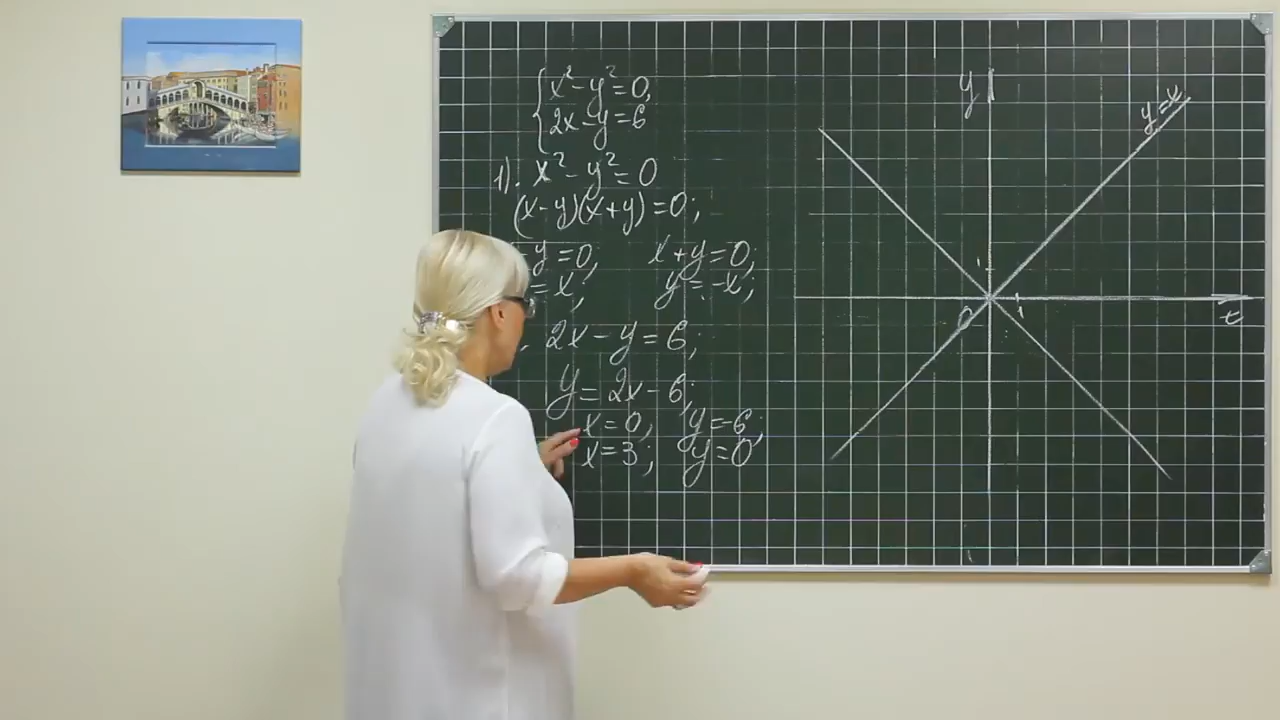 {x²-y²=0,
{2x-y=6
1). x²-y²=0
(x-y)(x+y)=0;
y=0; x+y=0;
=x; y=-x;
. 2x-y=6;
y=2x-6;
x=0; y=-6;
x=3; y=0
y
y=x
1
0 1